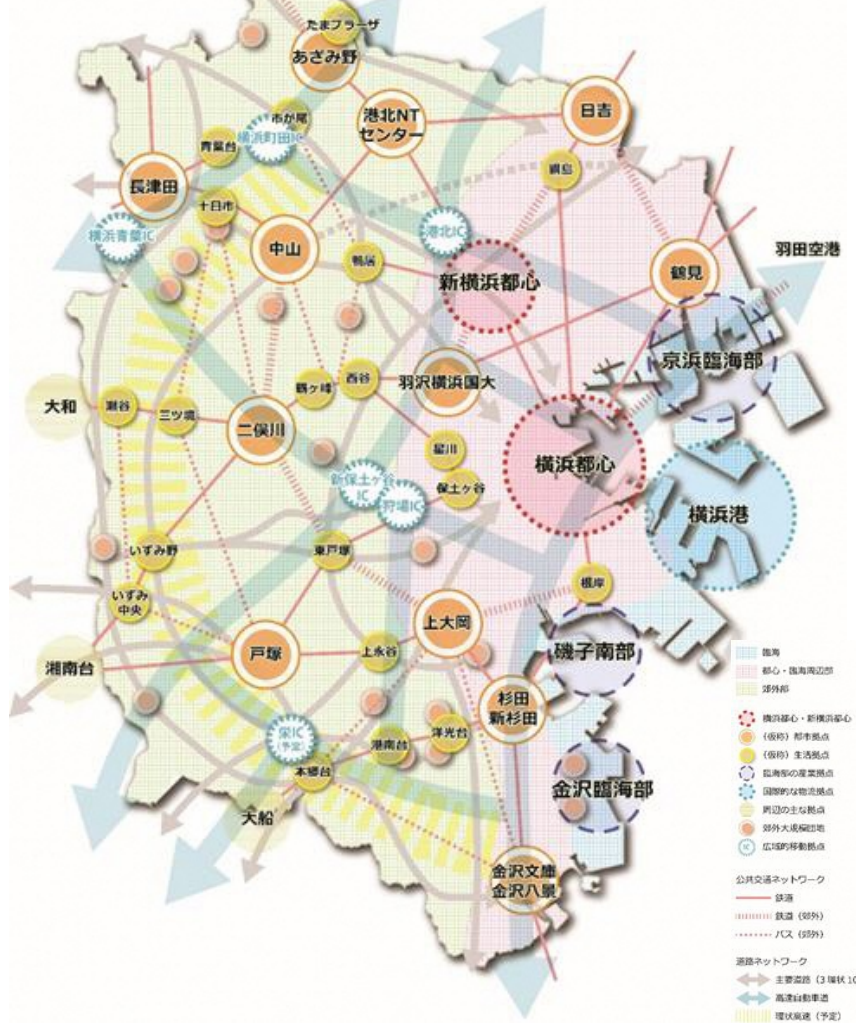 たまプラーザ
あざみ野
日吉
港北NT
センター
市が尾
横浜町田IC
青葉台
綱島
長津田
十日市
横浜青葉IC
港北IC
中山
鴨居
新横浜都心
鶴見
羽田空港
京浜臨海部
鶴ヶ峰
西谷
羽沢横浜国大
大和
瀬谷
三ツ境
二俣川
星川
横浜都心
新保土ヶ谷
IC
保土ヶ谷
狩場IC
横浜港
いずみ野
東戸塚
根岸
いずみ
中央
上大岡
湘南台
戸塚
上永谷
磯子南部
杉田
新杉田
栄IC
(予定)
港南台
洋光台
本郷台
金沢臨海部
大船
金沢文庫
金沢八景
臨海
都心・臨海周辺部
郊外部
横浜都心・新横浜都心
(仮称) 都市拠点
(仮称) 生活拠点
臨海部の産業拠点
国際的な物流拠点
周辺の主な拠点
郊外大規模団地
IC
広域的移動拠点
公共交通ネットワーク
鉄道
鉄道 (郊外)
バス (郊外)
道路ネットワーク
主要道路 (3環状10
高速自動車道
環状高速 (予定)